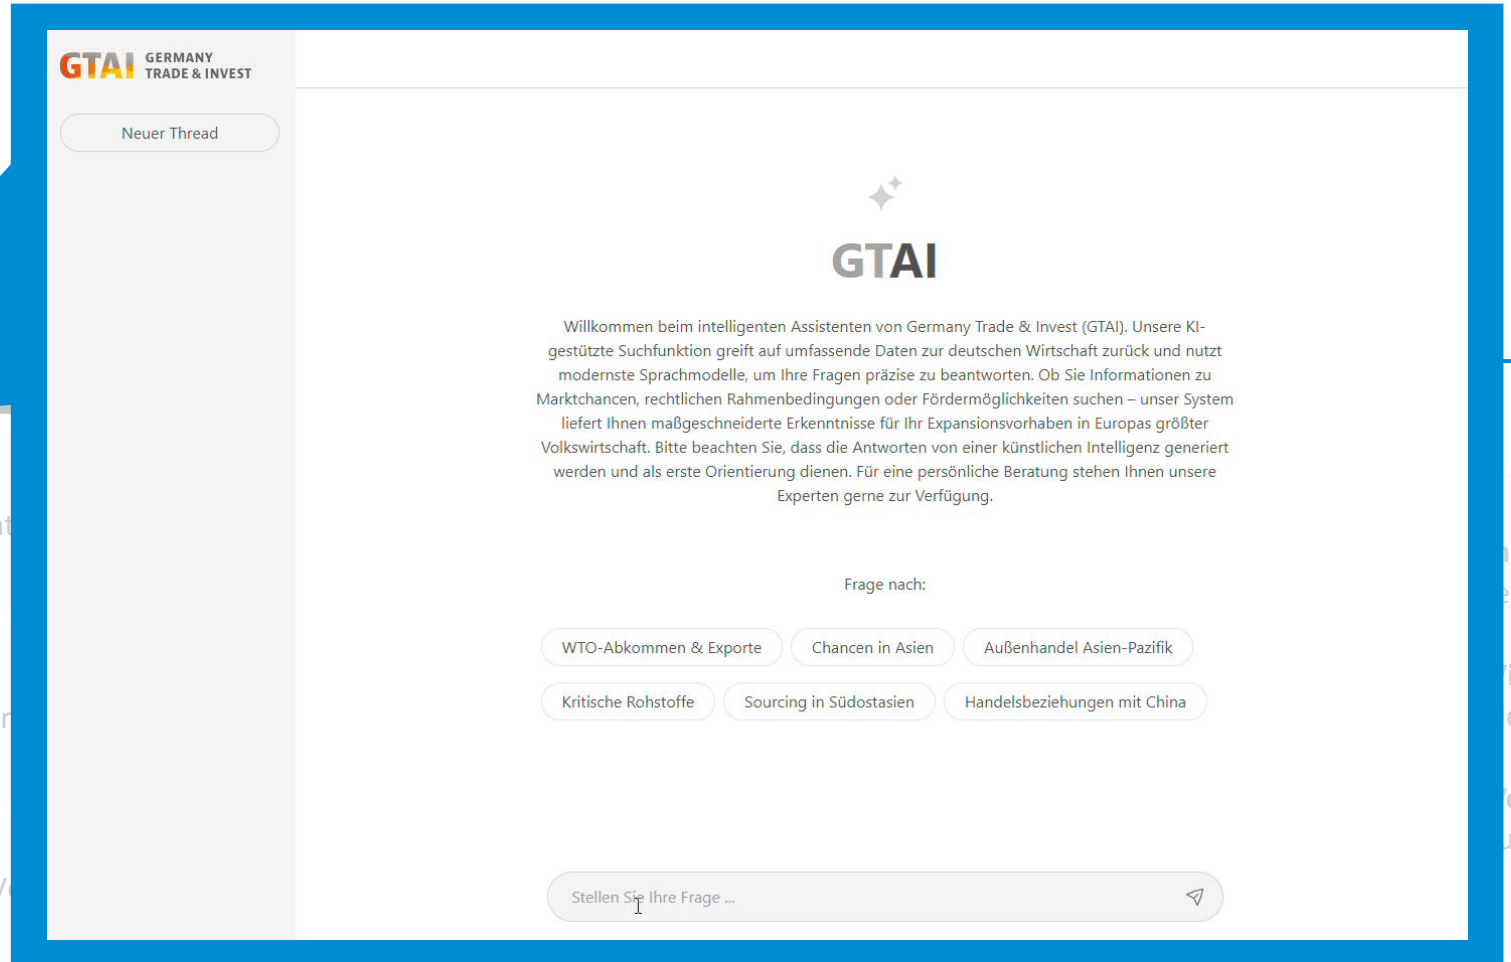 GTAI GERMANY
TRADE & INVEST
Neuer Thread
GTAI
Willkommen beim intelligenten Assistenten von Germany Trade & Invest (GTAI). Unsere KI-
gestützte Suchfunktion greift auf umfassende Daten zur deutschen Wirtschaft zurück und nutzt
modernste Sprachmodelle, um Ihre Fragen präzise zu beantworten. Ob Sie Informationen zu
Marktchancen, rechtlichen Rahmenbedingungen oder Fördermöglichkeiten suchen – unser System
liefert Ihnen maßgeschneiderte Erkenntnisse für Ihr Expansionsvorhaben in Europas größter
Volkswirtschaft. Bitte beachten Sie, dass die Antworten von einer künstlichen Intelligenz generiert
werden und als erste Orientierung dienen. Für eine persönliche Beratung stehen Ihnen unsere
Experten gerne zur Verfügung.
Frage nach:
WTO-Abkommen & Exporte
Chancen in Asien
Außenhandel Asien-Pazifik
Kritische Rohstoffe
Sourcing in Südostasien
Handelsbeziehungen mit China
Stellen Sie Ihre Frage ...